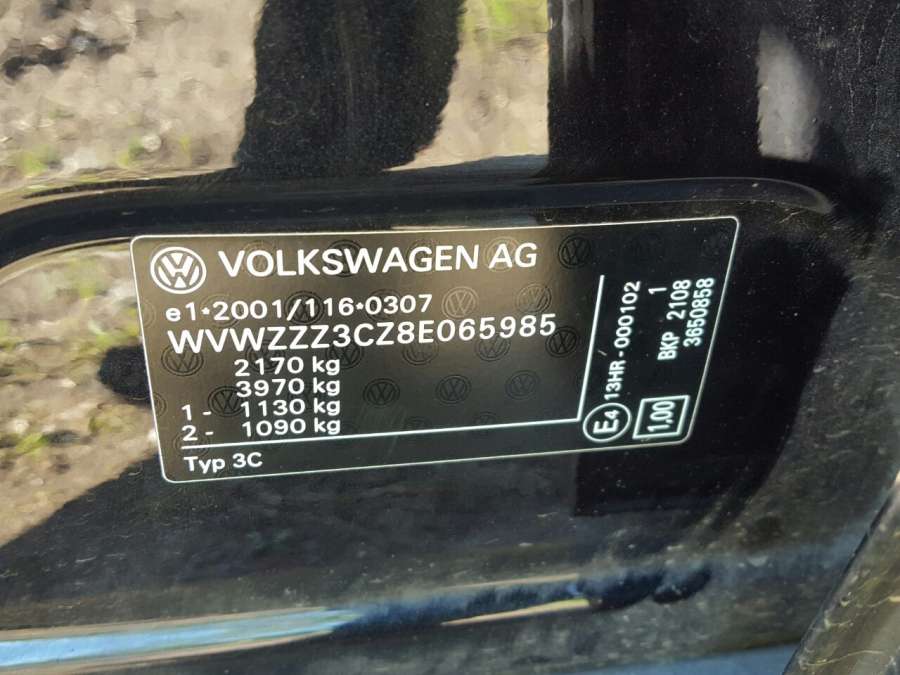 VOLKSWAGEN AG
e1•2001/116•0307
WVWZZZ3CZ8E065985
2170 kg
3970 kg
1 - 1130 kg
2 - 1090 kg
Typ 3C
E4
13HR-000102
1,00
BKP 2108 1
3650858